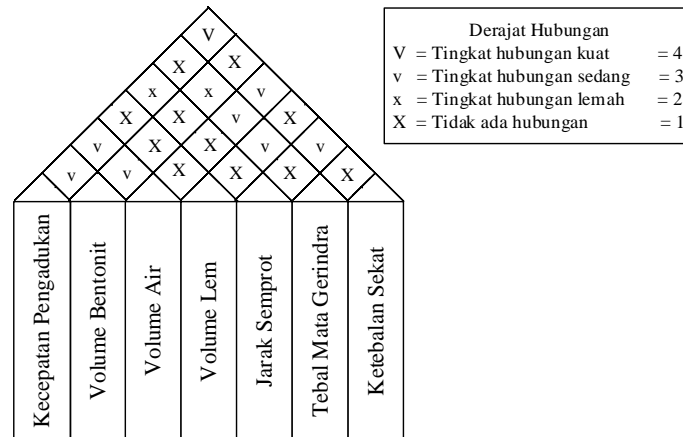 V
X X
x x v
X X v X
v X X v X
v v X X X X
Kecepatan Pengadukan
Volume Bentonit
Volume Air
Volume Lem
Jarak Semprot
Tebal Mata Gerindra
Ketebalan Sekat
Derajat Hubungan
V = Tingkat hubungan kuat = 4
v = Tingkat hubungan sedang = 3
x = Tingkat hubungan lemah = 2
X = Tidak ada hubungan = 1